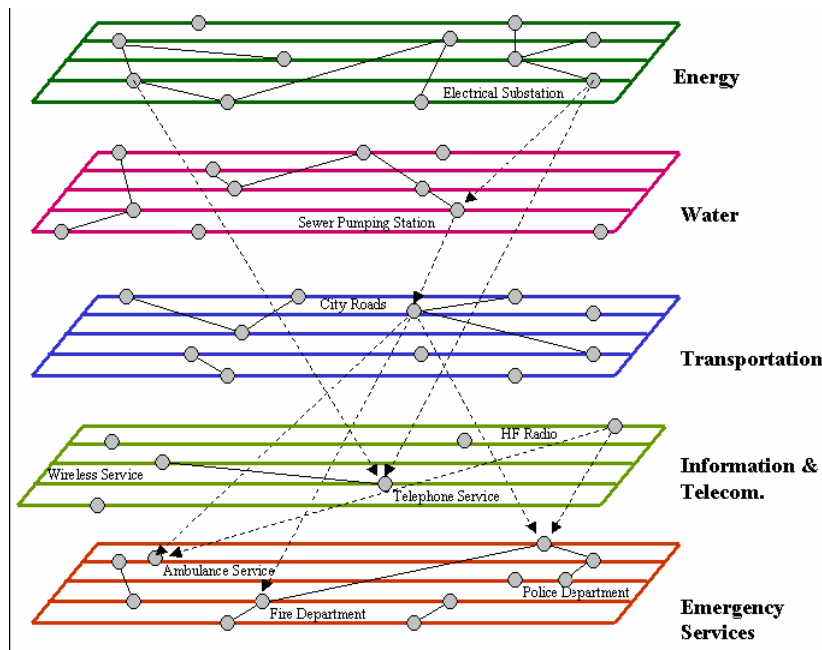 Electrical Substation
Energy
Sewer Pumping Station
Water
City Roads
Transportation
HF Radio
Wireless Service
Telephone Service
Information &
Telecom.
Ambulance Service
Police Department
Fire Department
Emergency
Services